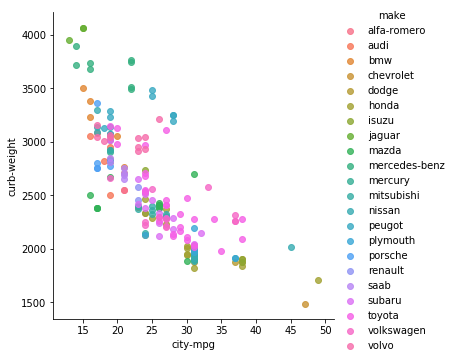 make
alfa-romero
audi
bmw
chevrolet
dodge
honda
isuzu
jaguar
mazda
mercedes-benz
mercury
mitsubishi
nissan
peugot
plymouth
porsche
renault
saab
subaru
toyota
volkswagen
volvo
curb-weight
4000
3500
3000
2500
2000
1500
15 20 25 30 35 40 45 50
city-mpg